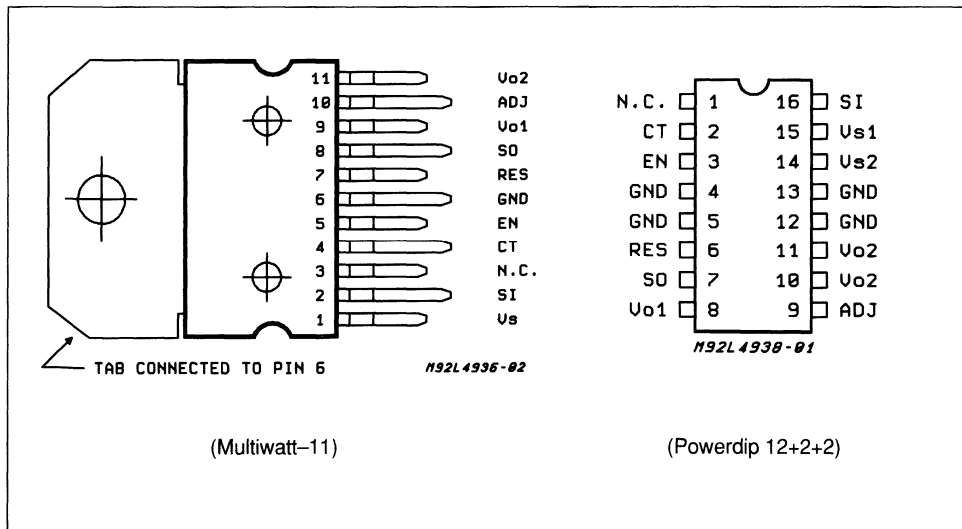 11 Vo2
10 ADJ
9 Vo1
8 SO
7 RES
6 GND
5 EN
4 CT
3 N.C.
2 SI
1 Vs
TAB CONNECTED TO PIN 6
M92L4936-02
(Multiwatt–11)
N.C. 1 16 SI
CT 2 15 Vs1
EN 3 14 Vs2
GND 4 13 GND
GND 5 12 GND
RES 6 11 Vo2
SO 7 10 Vo2
Vo1 8 9 ADJ
M92L4938-01
(Powerdip 12+2+2)